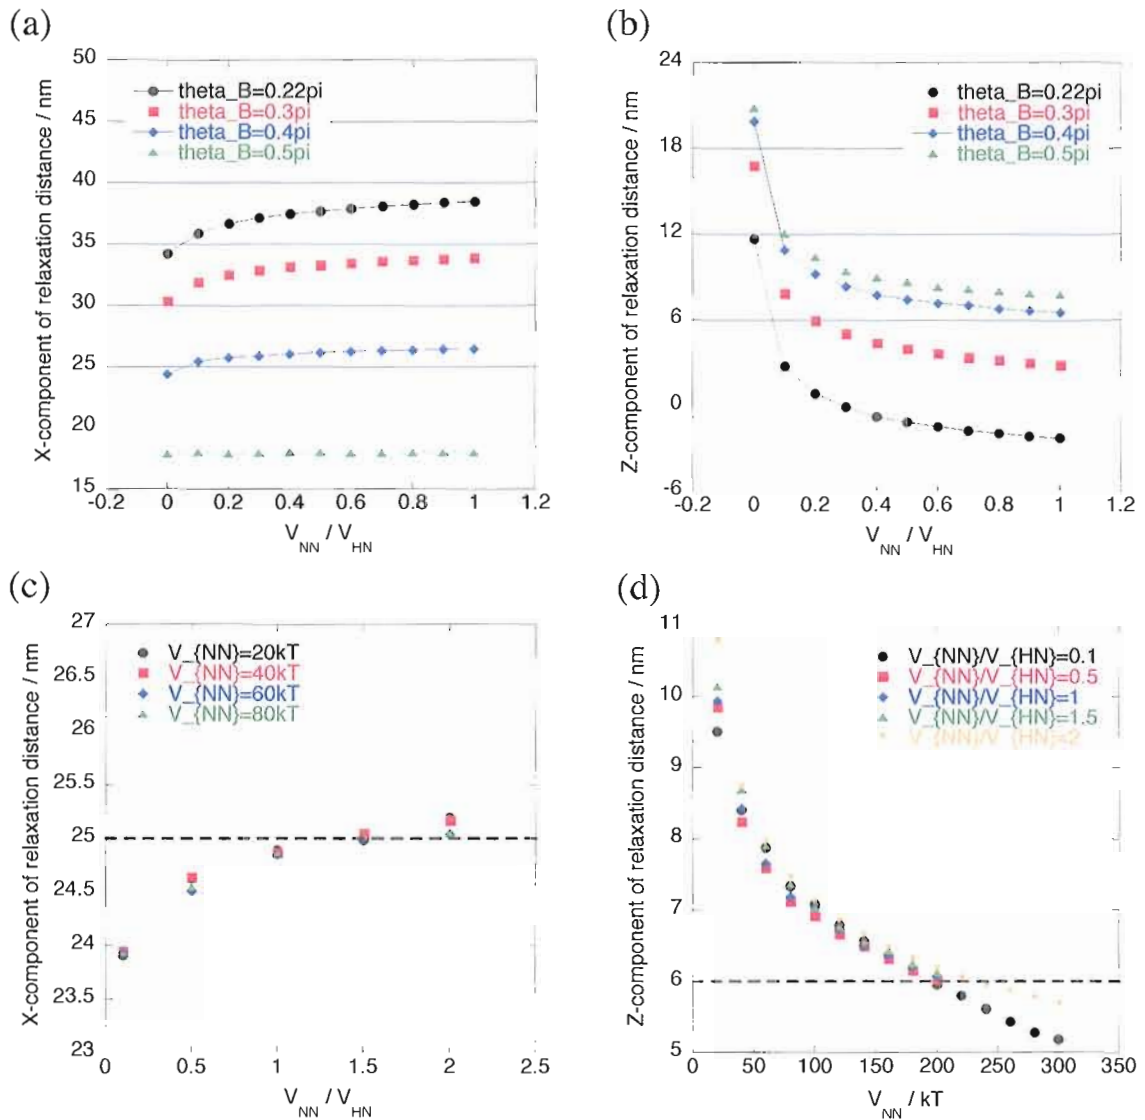 (a)
X-component of relaxation distance / nm
50
45
40
35
30
25
20
15
theta_B=0.22pi
theta_B=0.3pi
theta_B=0.4pi
theta_B=0.5pi
-0.2 0 0.2 0.4 0.6 0.8 1 1.2
V_NN / V_HN
(b)
Z-component of relaxation distance / nm
24
18
12
6
0
-6
theta_B=0.22pi
theta_B=0.3pi
theta_B=0.4pi
theta_B=0.5pi
-0.2 0 0.2 0.4 0.6 0.8 1 1.2
V_NN / V_HN
(c)
X-component of relaxation distance / nm
27
26.5
26
25.5
25
24.5
24
23.5
23
V_{NN}=20kT
V_{NN}=40kT
V_{NN}=60kT
V_{NN}=80kT
0 0.5 1 1.5 2 2.5
V_NN / V_HN
(d)
Z-component of relaxation distance / nm
11
10
9
8
7
6
5
V_{NN}/V_{HN}=0.1
V_{NN}/V_{HN}=0.5
V_{NN}/V_{HN}=1
V_{NN}/V_{HN}=1.5
V_{NN}/V_{HN}=2
0 50 100 150 200 250 300 350
V_NN / kT